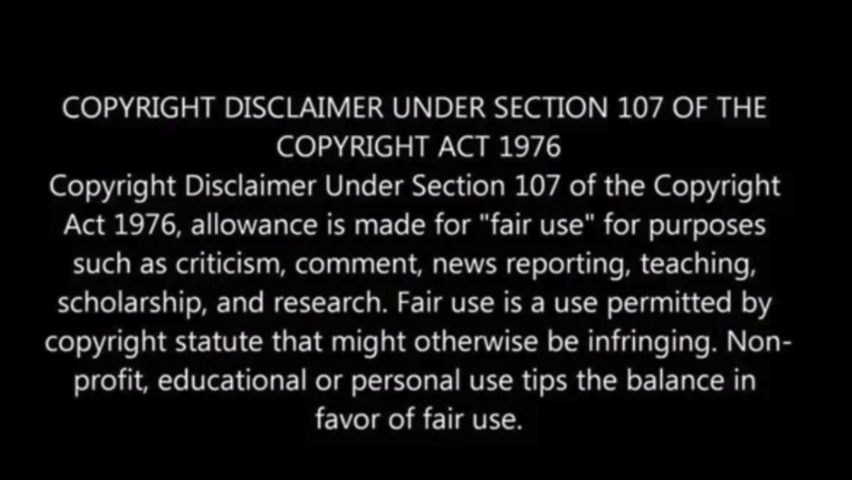 COPYRIGHT DISCLAIMER UNDER SECTION 107 OF THE
COPYRIGHT ACT 1976
Copyright Disclaimer Under Section 107 of the Copyright
Act 1976, allowance is made for "fair use" for purposes
such as criticism, comment, news reporting, teaching,
scholarship, and research. Fair use is a use permitted by
copyright statute that might otherwise be infringing. Non-
profit, educational or personal use tips the balance in
favor of fair use.